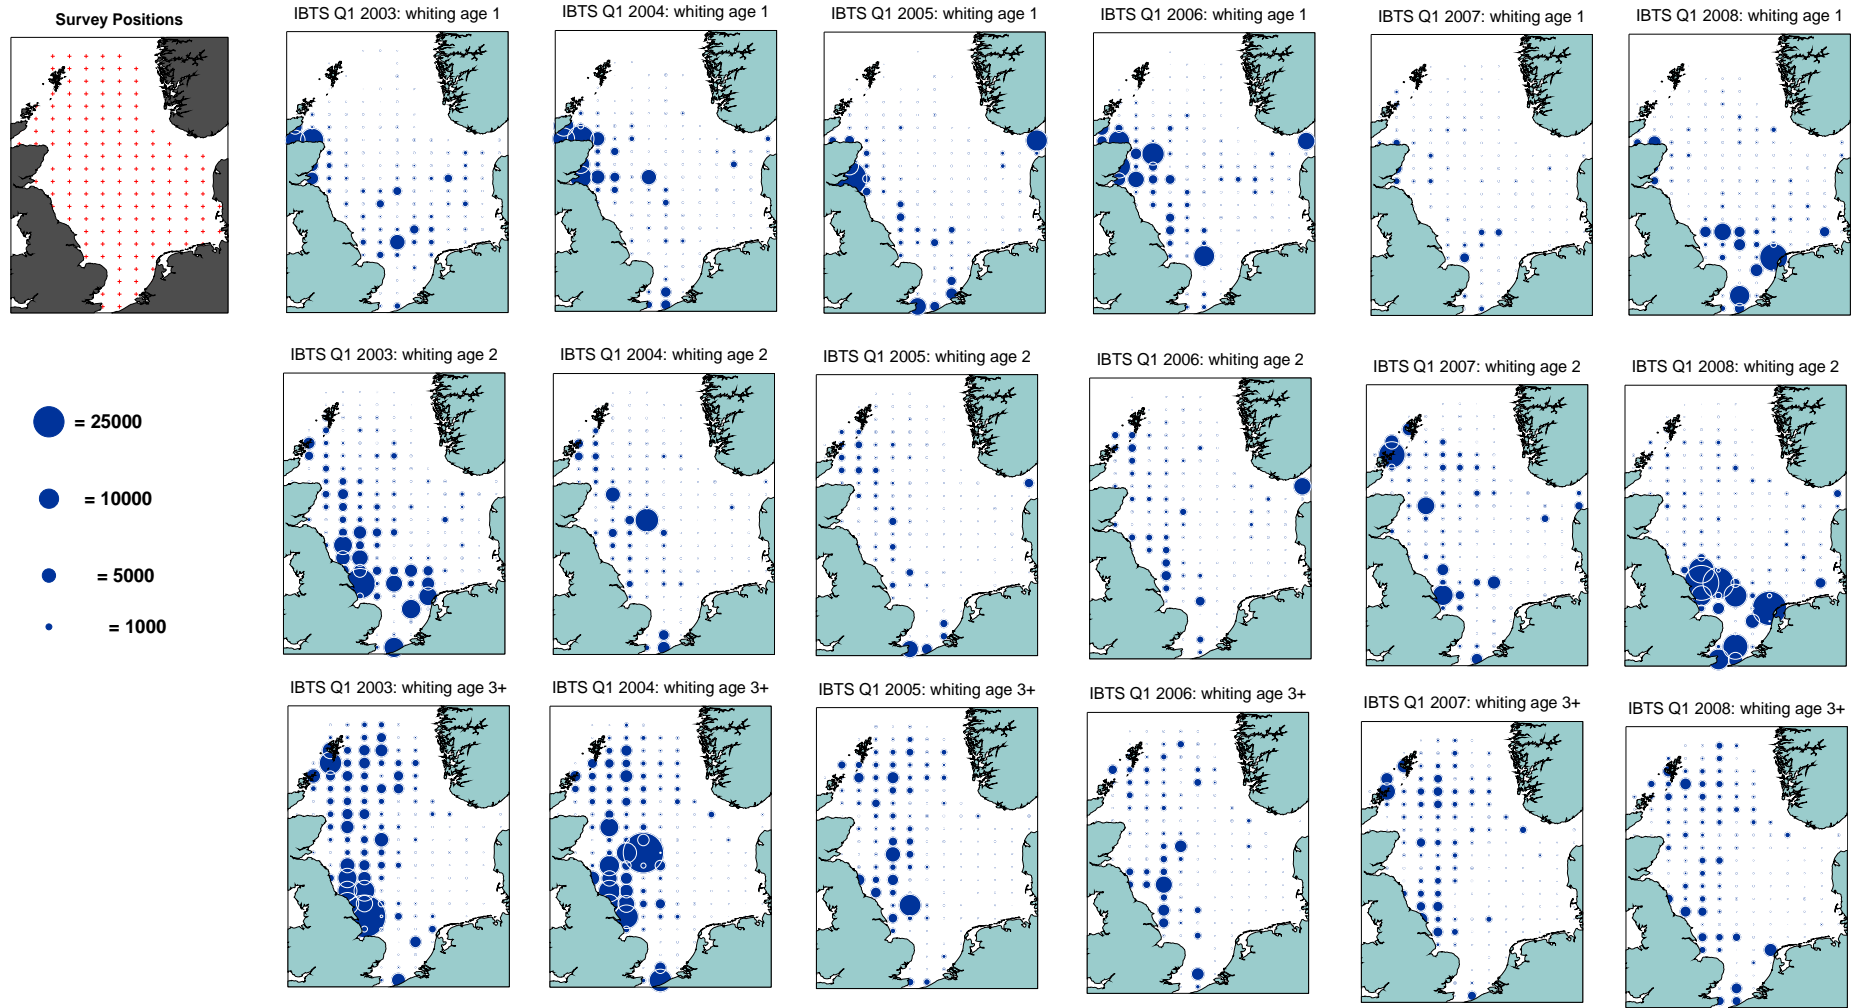 Survey Positions
IBTS Q1 2003: whiting age 1
IBTS Q1 2004: whiting age 1
IBTS Q1 2005: whiting age 1
IBTS Q1 2006: whiting age 1
IBTS Q1 2007: whiting age 1
IBTS Q1 2008: whiting age 1
IBTS Q1 2003: whiting age 2
IBTS Q1 2004: whiting age 2
IBTS Q1 2005: whiting age 2
IBTS Q1 2006: whiting age 2
IBTS Q1 2007: whiting age 2
IBTS Q1 2008: whiting age 2
= 25000
= 10000
= 5000
= 1000
IBTS Q1 2003: whiting age 3+
IBTS Q1 2004: whiting age 3+
IBTS Q1 2005: whiting age 3+
IBTS Q1 2006: whiting age 3+
IBTS Q1 2007: whiting age 3+
IBTS Q1 2008: whiting age 3+